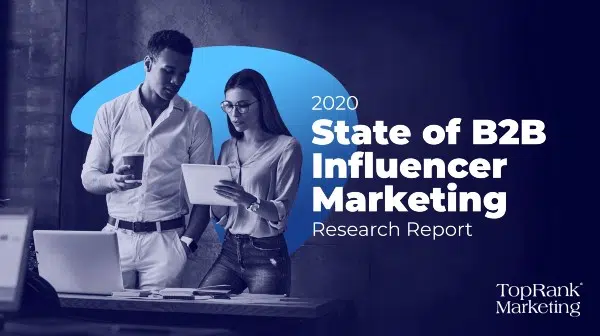 2020
State of B2B
Influencer
Marketing
Research Report
TopRank®
Marketing